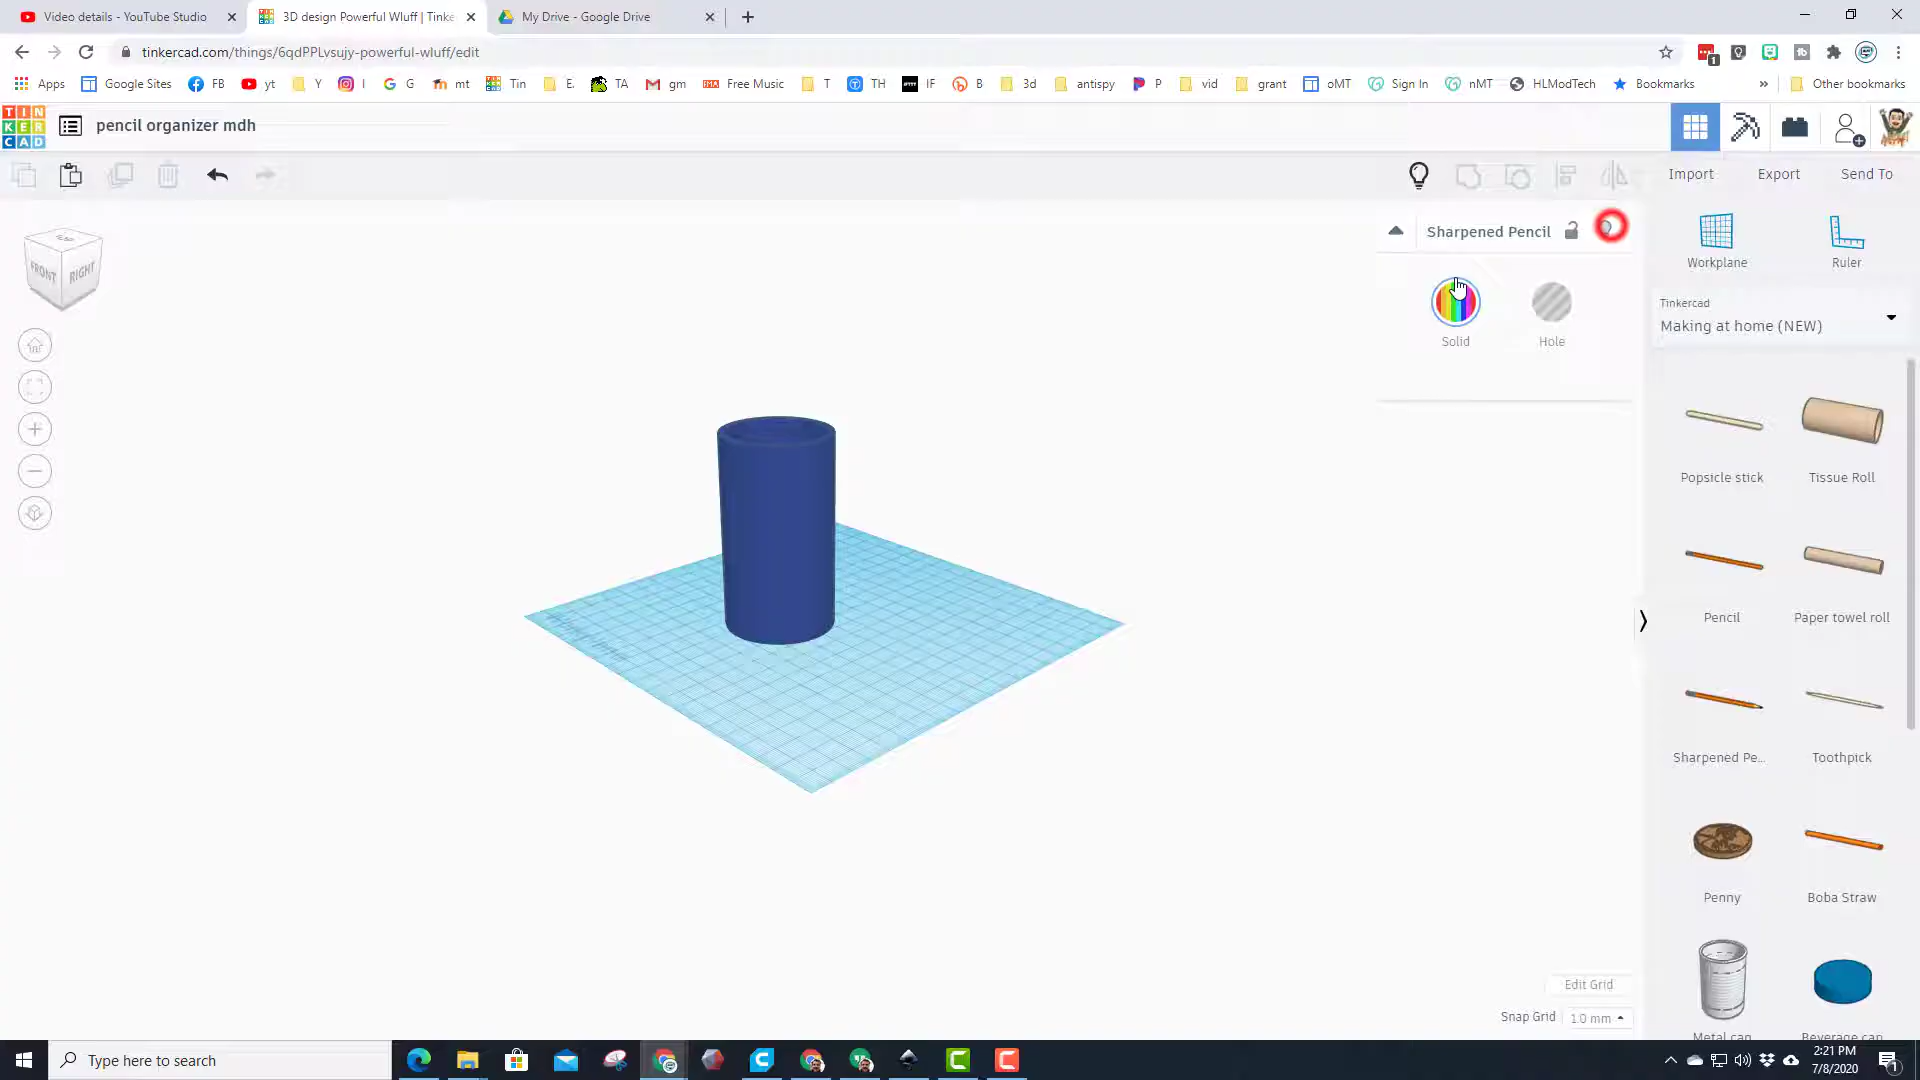 Video details - YouTube Studio
3D design Powerful Wluff | Tinke
My Drive - Google Drive
tinkercad.com/things/6qdPPLvsujy-powerful-wluff/edit
Apps
Google Sites
FB
yt
Y
I
G
mt
Tin
E.
TA
gm
Free Music
T
TH
IF
B
3d
antispy
P
vid
grant
oMT
Sign In
nMT
HLModTech
Bookmarks
»
Other bookmarks
TIN
KER
CAD
pencil organizer mdh
Import
Export
Send To
FRONT
RIGHT
Sharpened Pencil
Solid
Hole
Workplane
Ruler
Tinkercad
Making at home (NEW)
Popsicle stick
Tissue Roll
Pencil
Paper towel roll
Sharpened Pe...
Toothpick
Penny
Boba Straw
Metal can
Beverage can
Edit Grid
Snap Grid
1.0 mm
Type here to search
2:21 PM
7/8/2020